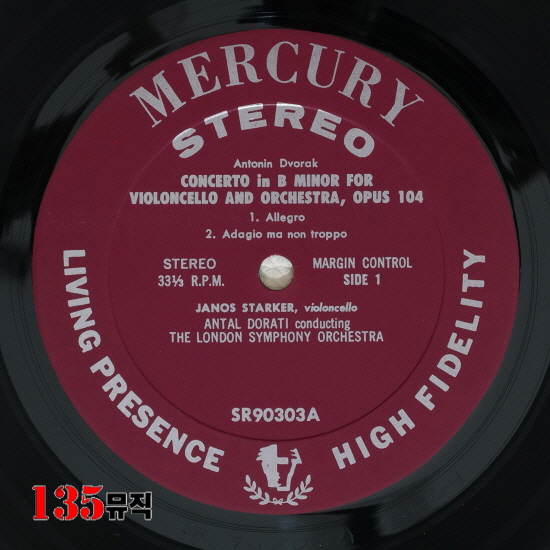 MERCURY
STEREO
Antonin Dvorak
CONCERTO in B MINOR FOR
VIOLONCELLO AND ORCHESTRA, OPUS 104
1. Allegro
2. Adagio ma non troppo
STEREO
33⅓ R.P.M.
MARGIN CONTROL
SIDE 1
JANOS STARKER, violoncello
ANTAL DORATI conducting
THE LONDON SYMPHONY ORCHESTRA
LIVING PRESENCE
HIGH FIDELITY
SR90303A
135뮤직